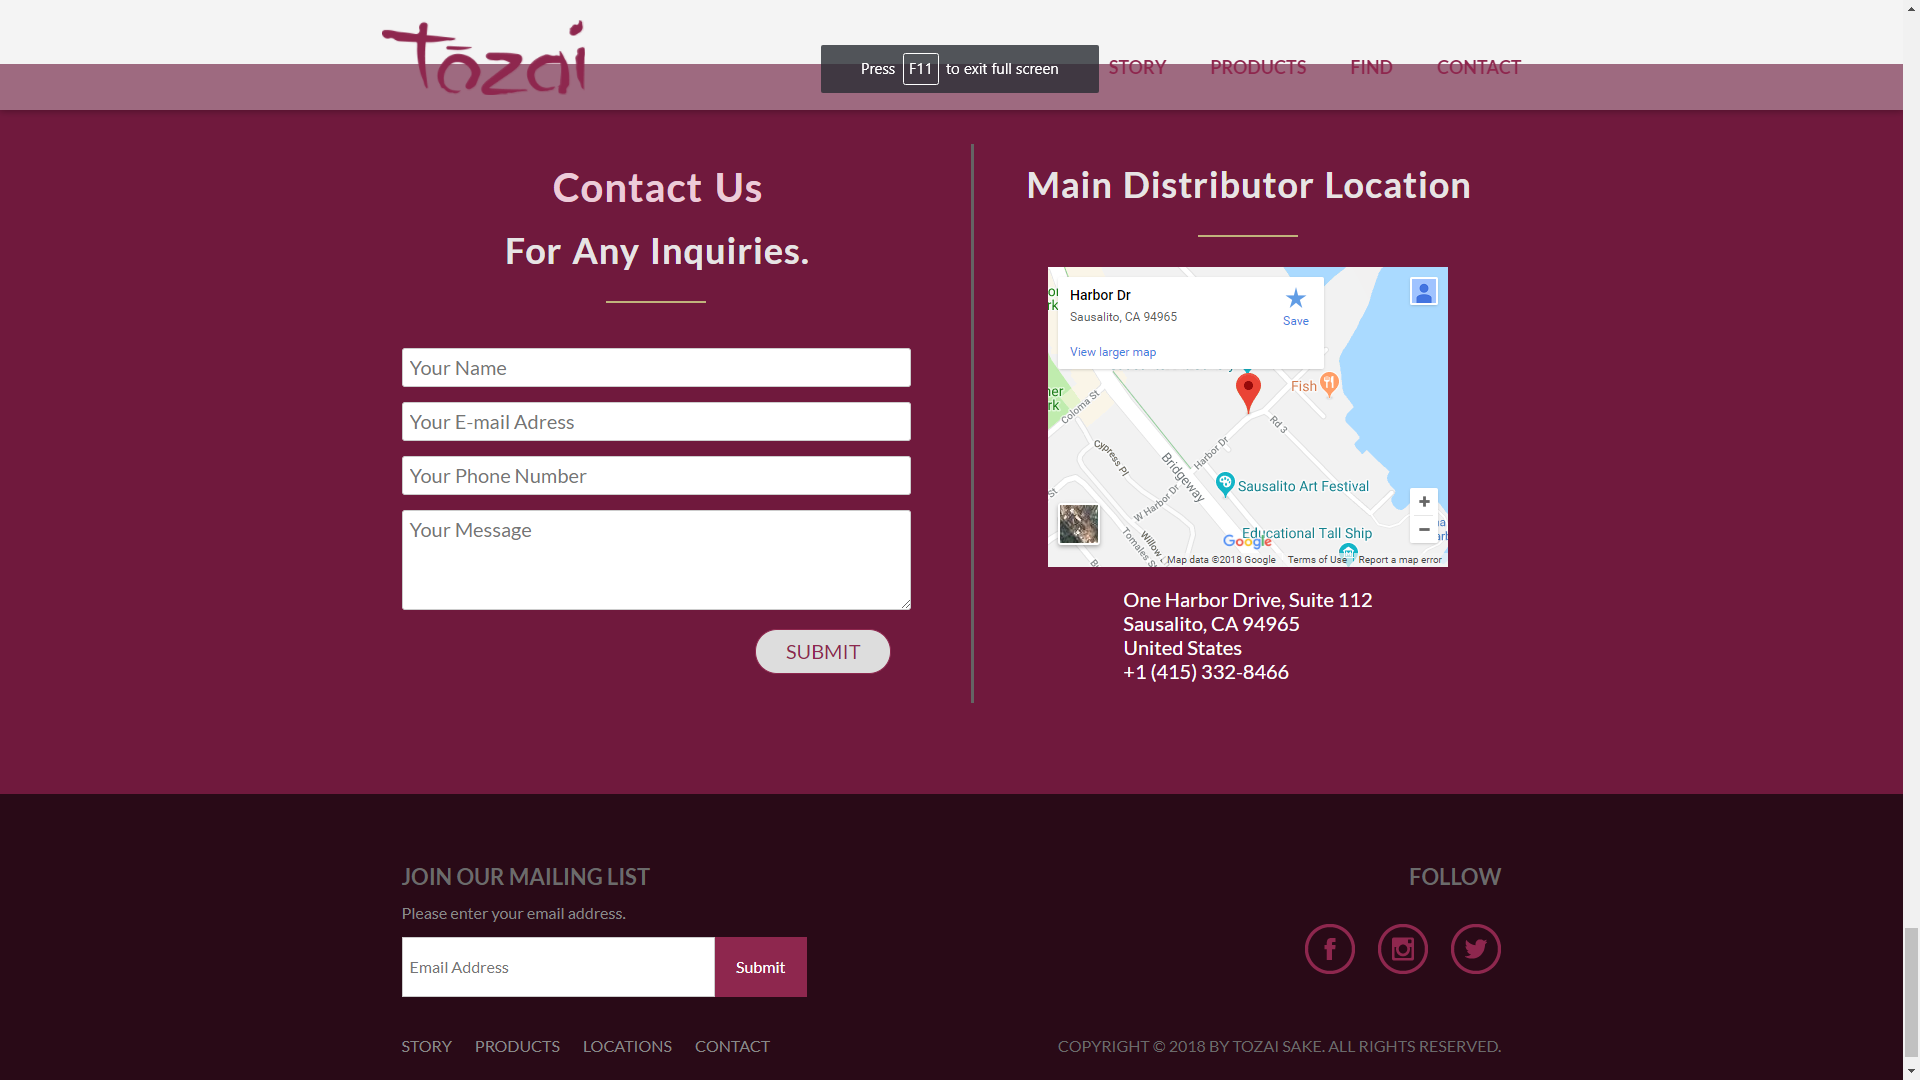 Tozai
Press F11 to exit full screen
STORY PRODUCTS FIND CONTACT
Contact Us
For Any Inquiries.
Your Name
Your E-mail Adress
Your Phone Number
Your Message
SUBMIT
Main Distributor Location
Harbor Dr
Sausalito, CA 94965
Save
View larger map
Fish
Coloma St
Rd 3
Cypress Pl
Harbor Dr
Bridgeway
W Harbor Dr
Sausalito Art Festival
Willow
Tomales St
Educational Tall Ship
Google
Map data ©2018 Google Terms of Use Report a map error
One Harbor Drive, Suite 112
Sausalito, CA 94965
United States
+1 (415) 332-8466
JOIN OUR MAILING LIST
Please enter your email address.
Email Address
Submit
FOLLOW
STORY PRODUCTS LOCATIONS CONTACT
COPYRIGHT © 2018 BY TOZAI SAKE. ALL RIGHTS RESERVED.